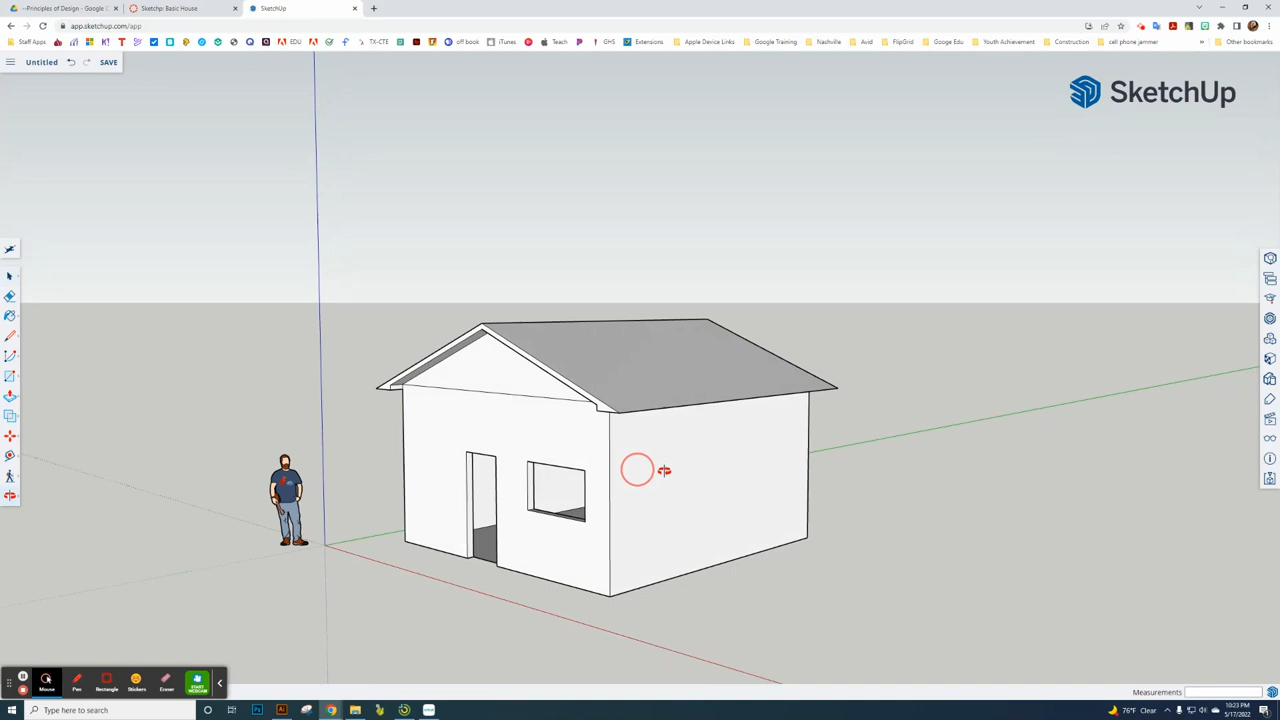 --Principles of Design - Google D
Sketchp: Basic House
SketchUp
app.sketchup.com/app
Staff Apps
EDU
TX-CTE
off book
iTunes
Teach
GHS
Extensions
Apple Device Links
Google Training
Nashville
Avid
FlipGrid
Googe Edu
Youth Achievement
Construction
cell phone jammer
Other bookmarks
Untitled
SAVE
SketchUp
Mouse
Pen
Rectangle
Stickers
Eraser
START
WEBCAM
Measurements
Type here to search
76°F Clear
10:23 PM
5/17/2022